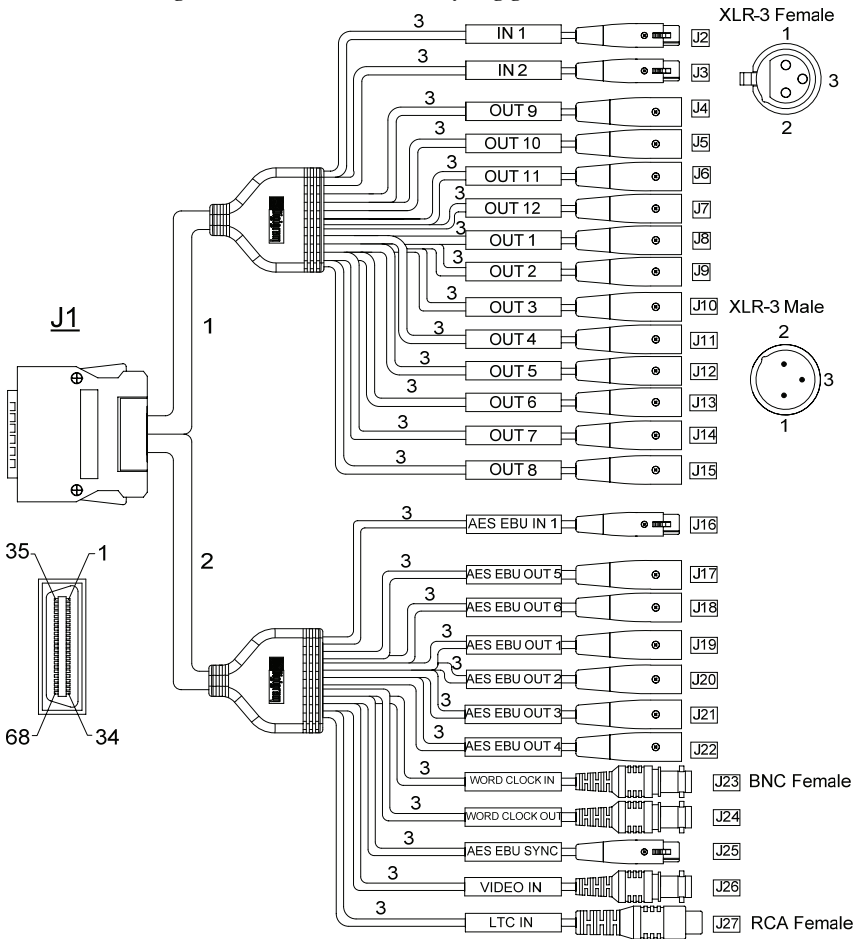 XLR-3 Female
1
3
2
3
IN 1
J2
3
IN 2
J3
3
OUT 9
J4
3
OUT 10
J5
3
OUT 11
J6
3
OUT 12
J7
3
OUT 1
J8
OUT 2
J9
3
3
OUT 3
J10
XLR-3 Male
2
3
1
3
OUT 4
J11
3
OUT 5
J12
3
OUT 6
J13
3
OUT 7
J14
3
OUT 8
J15
J1
1
2
35
1
68
34
3
AES EBU IN 1
J16
3
AES EBU OUT 5
J17
3
AES EBU OUT 6
J18
3
AES EBU OUT 1
J19
3
AES EBU OUT 2
J20
3
AES EBU OUT 3
J21
3
AES EBU OUT 4
J22
3
WORD CLOCK IN
J23 BNC Female
3
WORD CLOCK OUT
J24
3
AES EBU SYNC
J25
3
VIDEO IN
J26
3
LTC IN
J27 RCA Female